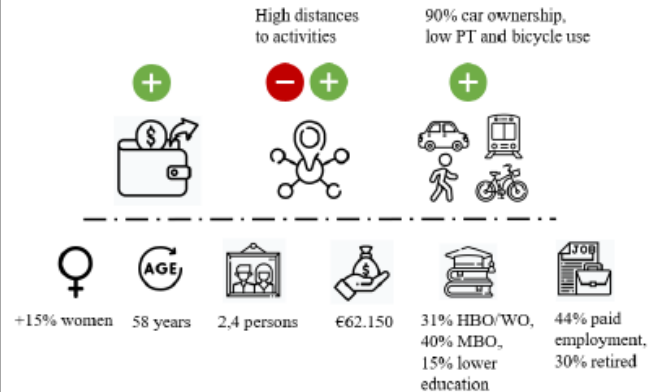 High distances
to activities
90% car ownership,
low PT and bicycle use
+
−
+
+
$
$
AGE
JOB
+15% women
58 years
2,4 persons
€62.150
31% HBO/WO,
40% MBO,
15% lower
education
44% paid
employment,
30% retired